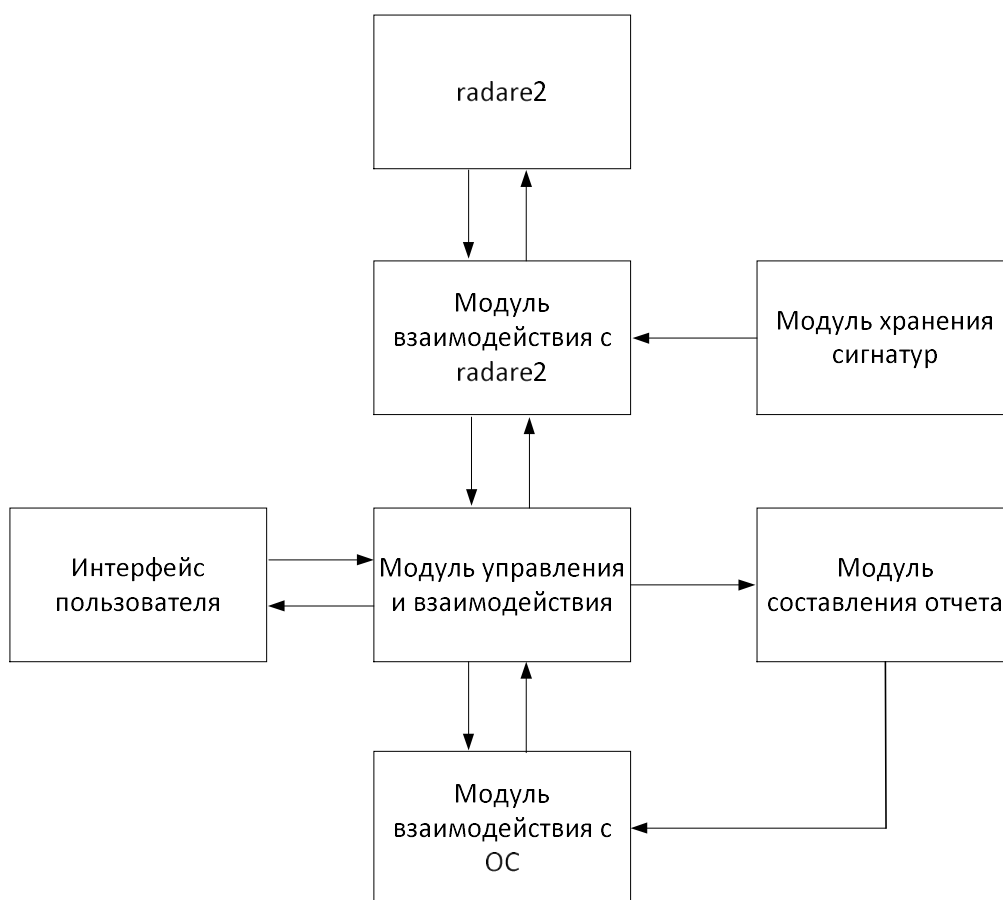 radare2
Модуль
взаимодействия с
radare2
Модуль хранения
сигнатур
Интерфейс
пользователя
Модуль управления
и взаимодействия
Модуль
составления отчета
Модуль
взаимодействия с
ОС